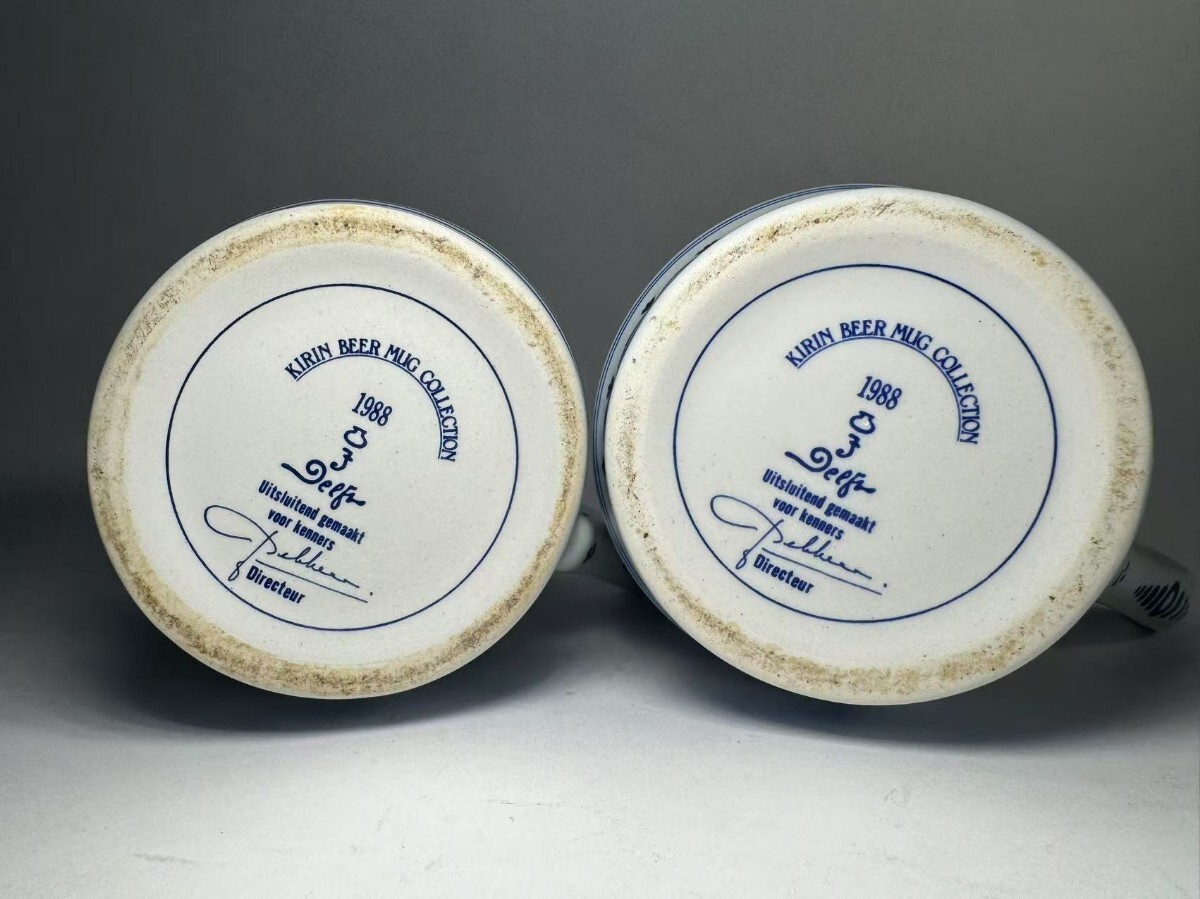 KIRIN BEER MUG COLLECTION
1988
Delft
Uitsluitend gemaakt
voor kenners
Directeur
KIRIN BEER MUG COLLECTION
1988
Delft
Uitsluitend gemaakt
voor kenners
Directeur